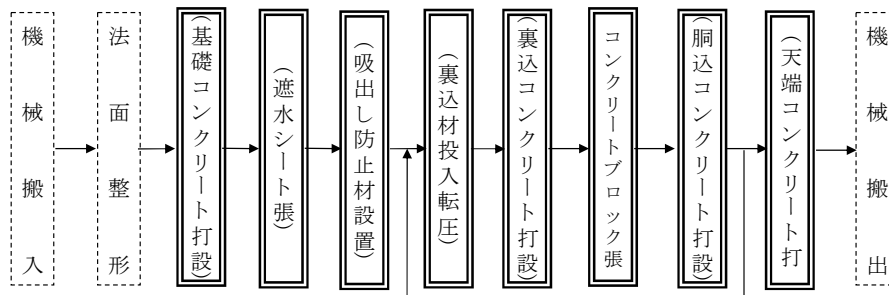 機械搬入
法面整形
(基礎コンクリート打設)
(遮水シート張)
(吸出し防止材設置)
(裏込材投入転圧)
(裏込コンクリート打設)
コンクリートブロック張
(胴込コンクリート打設)
(天端コンクリート打
機械搬出